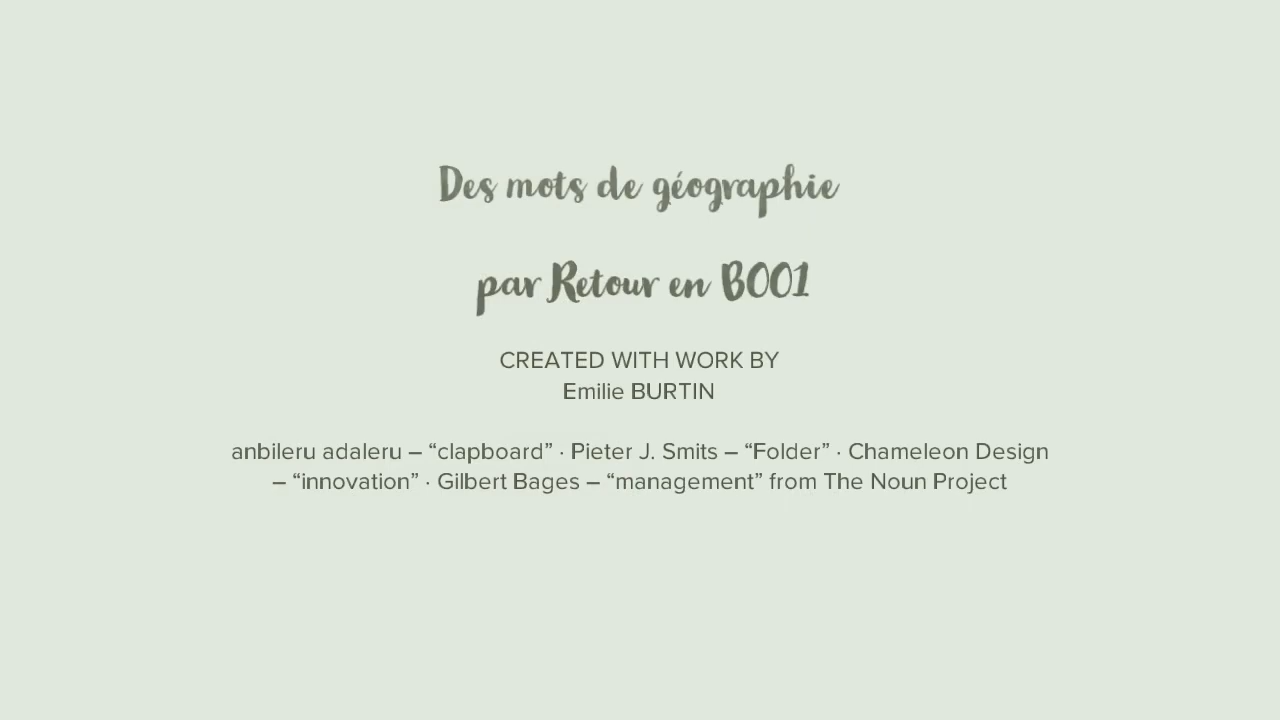 Des mots de géographie
par Retour en B001
CREATED WITH WORK BY
Emilie BURTIN
anbileru adaleru – “clapboard” · Pieter J. Smits – “Folder” · Chameleon Design
– “innovation” · Gilbert Bages – “management” from The Noun Project